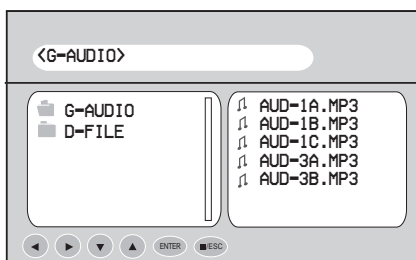 <G-AUDIO>
G-AUDIO
D-FILE
AUD-1A.MP3
AUD-1B.MP3
AUD-1C.MP3
AUD-3A.MP3
AUD-3B.MP3
ENTER
■/ESC